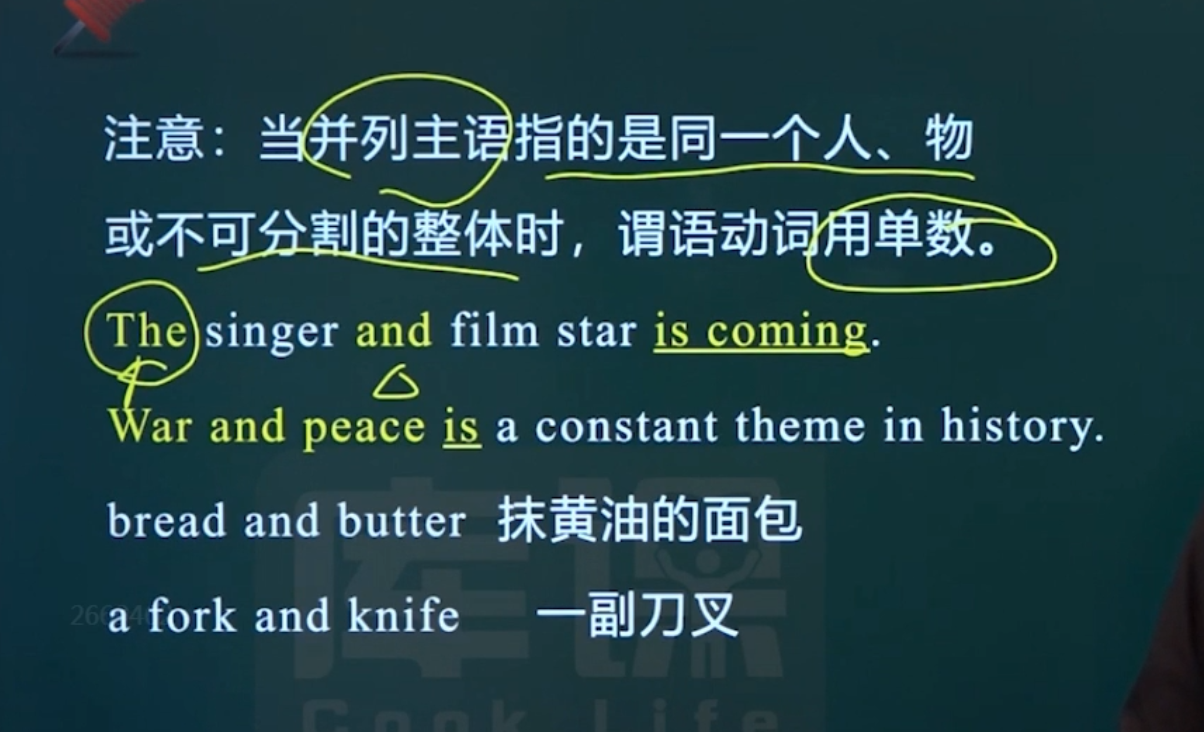 注意：当并列主语指的是同一个人、物
或不可分割的整体时，谓语动词用单数。
The singer and film star is coming.
War and peace is a constant theme in history.
bread and butter 抹黄油的面包
a fork and knife 一副刀叉
库课
Cook Life